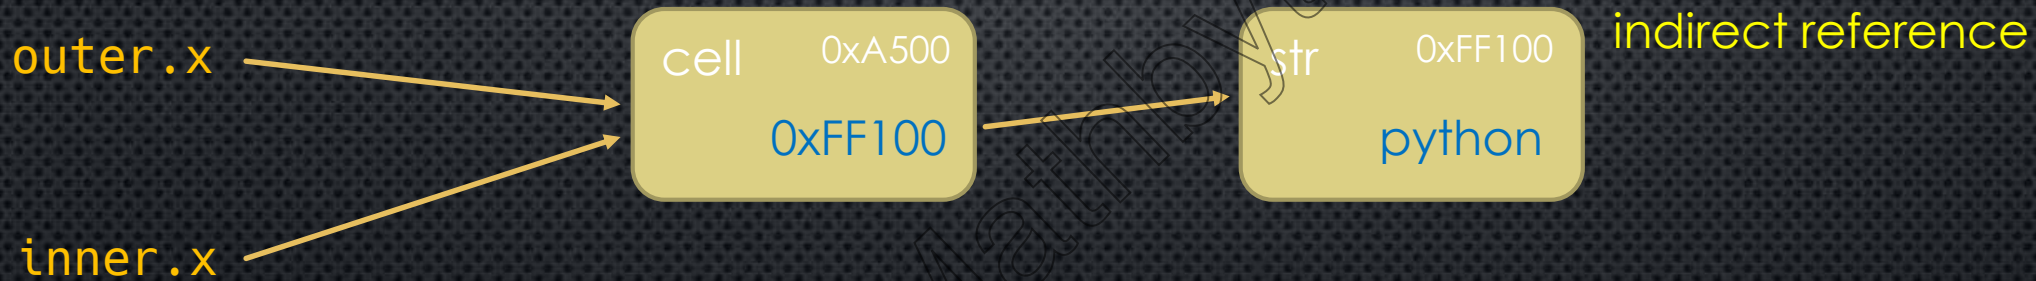 outer.x
cell 0xA500
0xFF100
str 0xFF100
python
indirect reference
inner.x